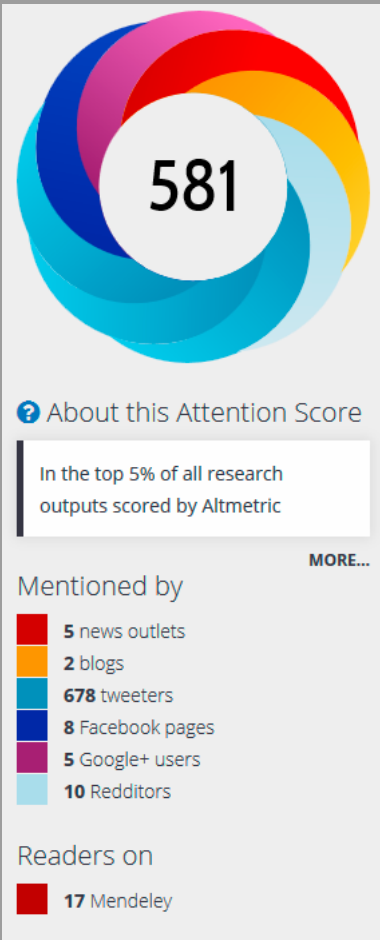 581
? About this Attention Score
In the top 5% of all research
outputs scored by Altmetric
MORE...
Mentioned by
5 news outlets
2 blogs
678 tweeters
8 Facebook pages
5 Google+ users
10 Redditors
Readers on
17 Mendeley